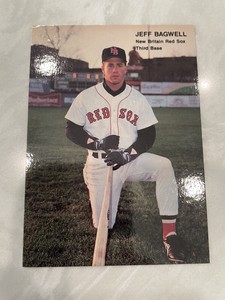 JEFF BAGWELL
New Britain Red Sox
Third Base
RED SOX